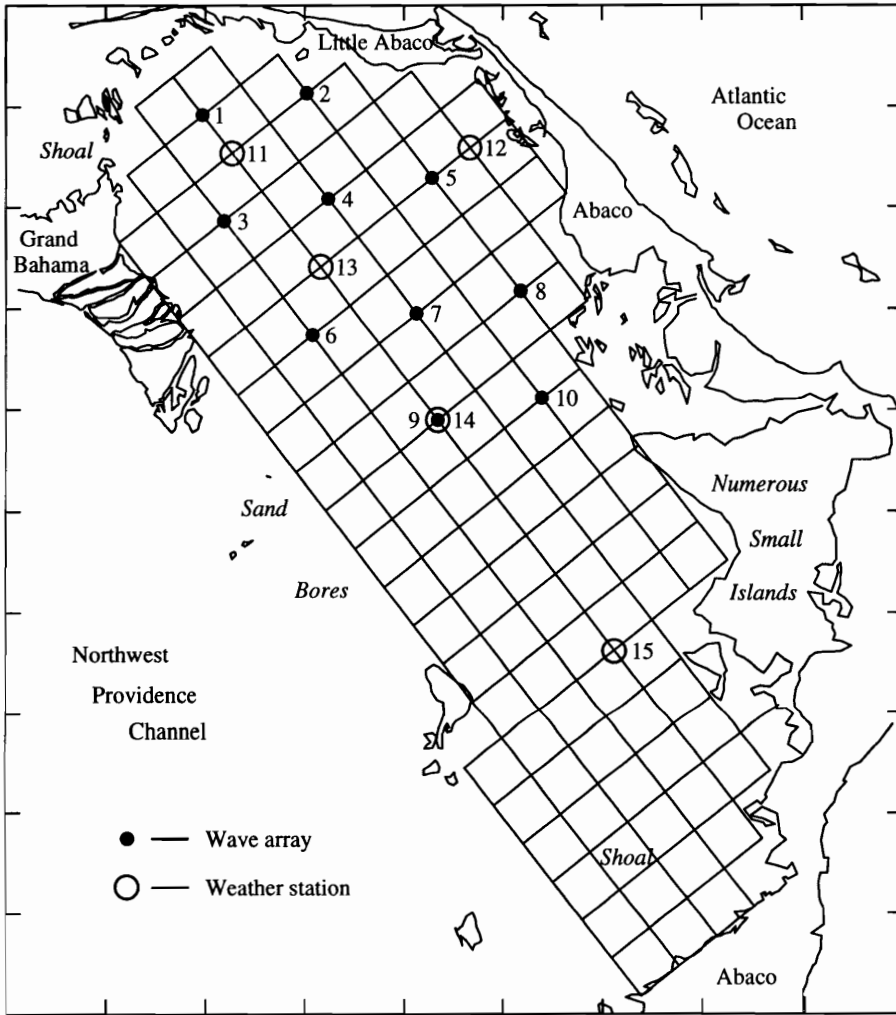 Little Abaco
Atlantic
Ocean
1
2
Shoal
11
12
5
4
3
Abaco
Grand
Bahama
13
8
7
6
10
9
14
Numerous
Sand
Small
Bores
Islands
15
Northwest
Providence
Channel
Wave array
Shoal
Weather station
Abaco